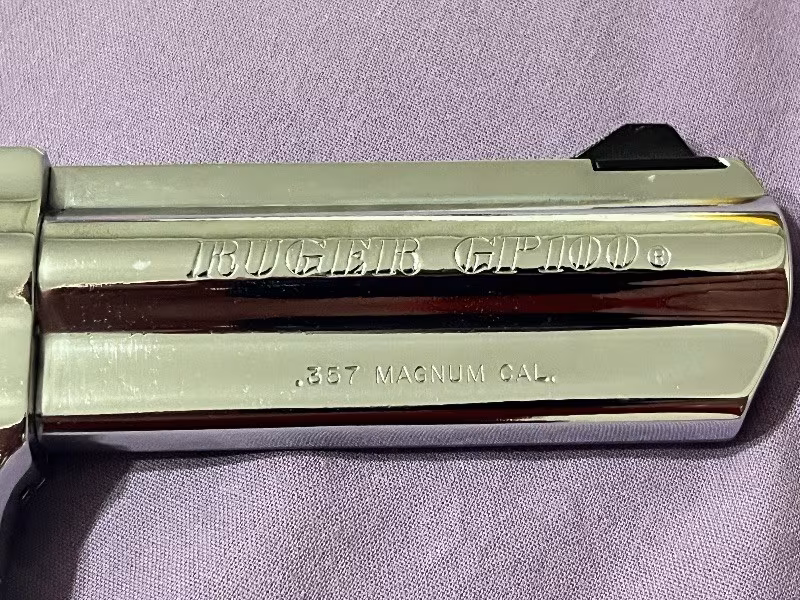 RUGER GP100®
.357 MAGNUM CAL.